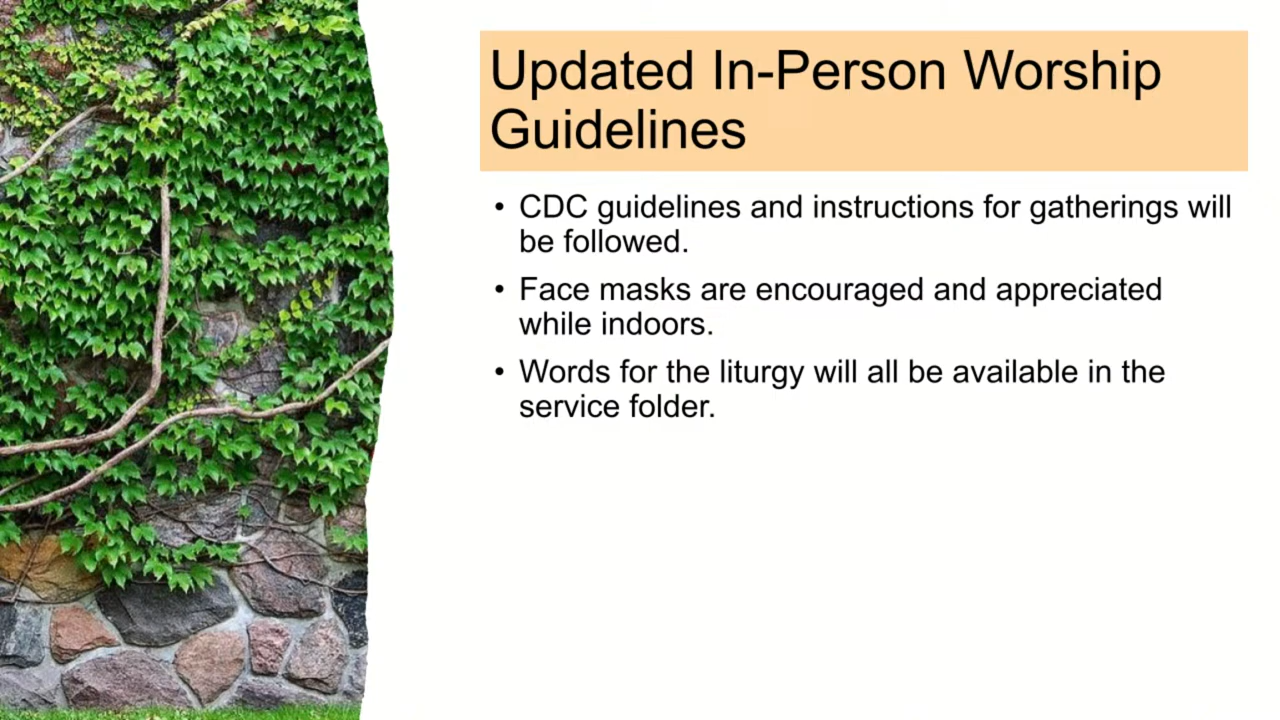 Updated In-Person Worship
Guidelines
• CDC guidelines and instructions for gatherings will
be followed.
• Face masks are encouraged and appreciated
while indoors.
• Words for the liturgy will all be available in the
service folder.